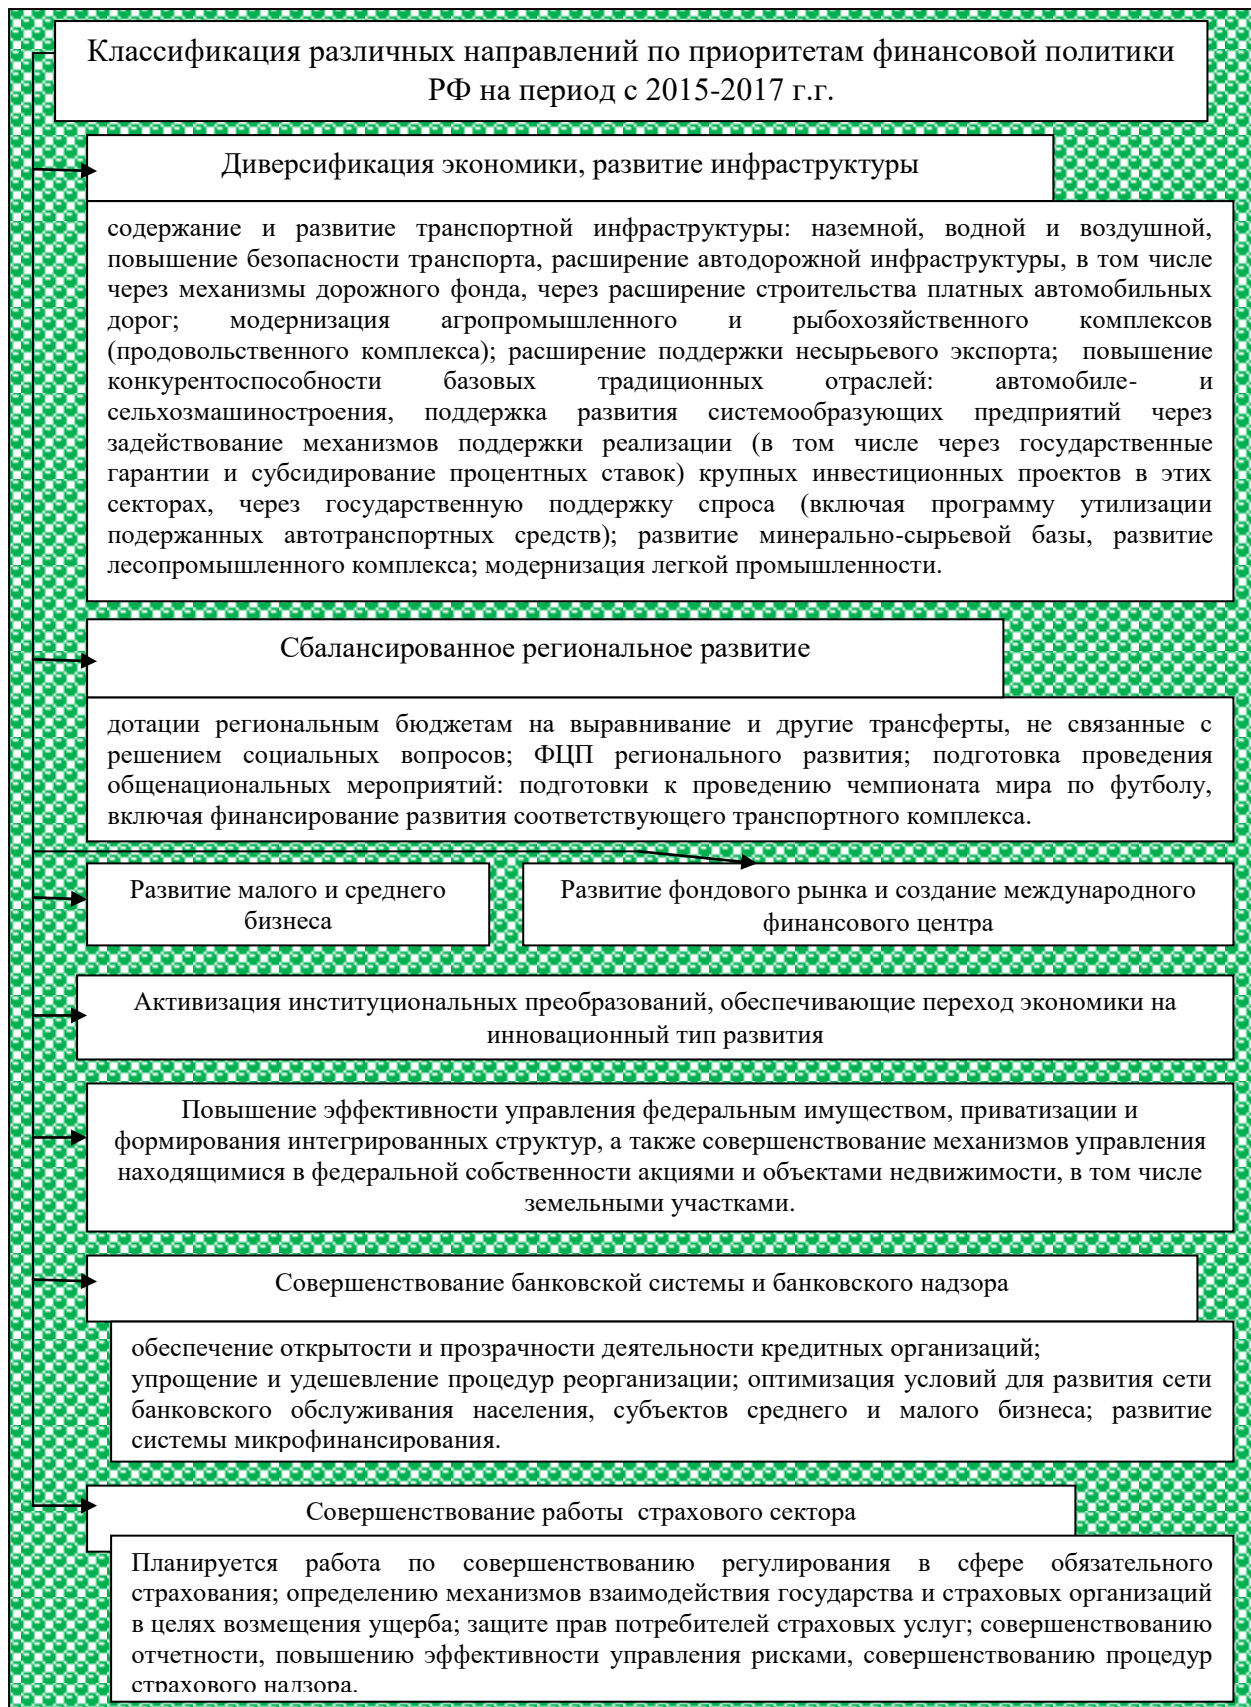 Классификация различных направлений по приоритетам финансовой политики
РФ на период с 2015-2017 г.г.
Диверсификация экономики, развитие инфраструктуры
содержание и развитие транспортной инфраструктуры: наземной, водной и воздушной,
повышение безопасности транспорта, расширение автодорожной инфраструктуры, в том числе
через механизмы дорожного фонда, через расширение строительства платных автомобильных
дорог; модернизация агропромышленного и рыбохозяйственного комплексов
(продовольственного комплекса); расширение поддержки несырьевого экспорта; повышение
конкурентоспособности базовых традиционных отраслей: автомобиле- и
сельхозмашиностроения, поддержка развития системообразующих предприятий через
задействование механизмов поддержки реализации (в том числе через государственные
гарантии и субсидирование процентных ставок) крупных инвестиционных проектов в этих
секторах, через государственную поддержку спроса (включая программу утилизации
подержанных автотранспортных средств); развитие минерально-сырьевой базы, развитие
лесопромышленного комплекса; модернизация легкой промышленности.
Сбалансированное региональное развитие
дотации региональным бюджетам на выравнивание и другие трансферты, не связанные с
решением социальных вопросов; ФЦП регионального развития; подготовка проведения
общенациональных мероприятий: подготовки к проведению чемпионата мира по футболу,
включая финансирование развития соответствующего транспортного комплекса.
Развитие малого и среднего
бизнеса
Развитие фондового рынка и создание международного
финансового центра
Активизация институциональных преобразований, обеспечивающие переход экономики на
инновационный тип развития
Повышение эффективности управления федеральным имуществом, приватизации и
формирования интегрированных структур, а также совершенствование механизмов управления
находящимися в федеральной собственности акциями и объектами недвижимости, в том числе
земельными участками.
Совершенствование банковской системы и банковского надзора
обеспечение открытости и прозрачности деятельности кредитных организаций;
упрощение и удешевление процедур реорганизации; оптимизация условий для развития сети
банковского обслуживания населения, субъектов среднего и малого бизнеса; развитие
системы микрофинансирования.
Совершенствование работы страхового сектора
Планируется работа по совершенствованию регулирования в сфере обязательного
страхования; определению механизмов взаимодействия государства и страховых организаций
в целях возмещения ущерба; защите прав потребителей страховых услуг; совершенствованию
отчетности, повышению эффективности управления рисками, совершенствованию процедур
страхового надзора.